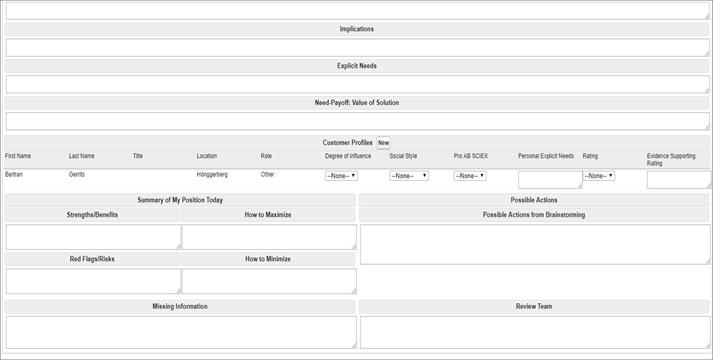 Implications
Explicit Needs
Need-Payoff: Value of Solution
Customer Profiles New
First Name Last Name Title Location Role Degree of Influence Social Style Pro AB SCIEX Personal Explicit Needs Rating Evidence Supporting
Rating
Bertran Gerrits Hönggerberg Other --None-- --None-- --None-- --None--
Summary of My Position Today Possible Actions
Strengths/Benefits How to Maximize Possible Actions from Brainstorming
Red Flags/Risks How to Minimize
Missing Information Review Team